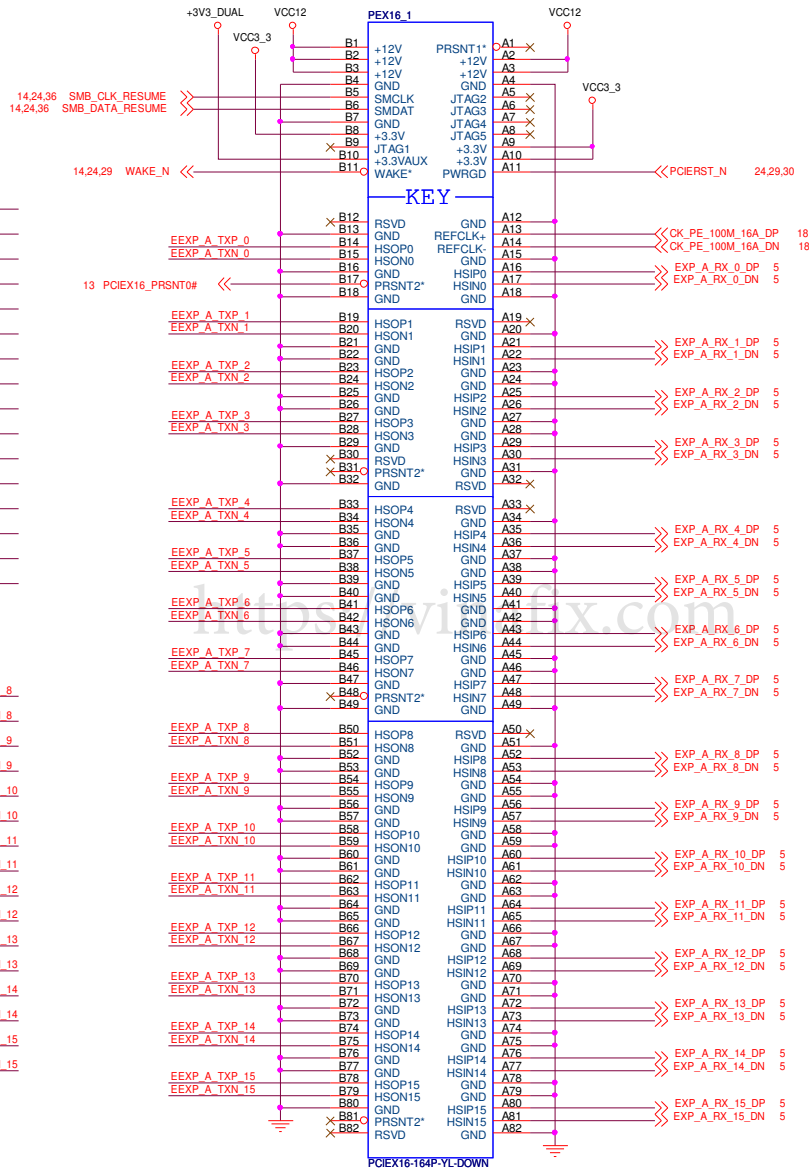 +3V3_DUAL VCC12 PEX16_1 VCC12
VCC3_3
VCC3_3
B1 +12V PRSNT1* A1
B2 +12V +12V A2
B3 +12V +12V A3
B4 GND GND A4
14,24,36 SMB_CLK_RESUME B5 SMCLK JTAG2 A5
14,24,36 SMB_DATA_RESUME B6 SMDAT JTAG3 A6
B7 GND JTAG4 A7
B8 +3.3V JTAG5 A8
B9 JTAG1 +3.3V A9
B10 +3.3VAUX +3.3V A10
14,24,29 WAKE_N B11 WAKE* PWRGD A11 PCIERST_N 24,29,30
KEY
B12 RSVD GND A12
B13 GND REFCLK+ A13 CK_PE_100M_16A_DP 18
EEXP_A_TXP_0 B14 HSOP0 REFCLK- A14 CK_PE_100M_16A_DN 18
EEXP_A_TXN_0 B15 HSON0 GND A15
B16 GND HSIP0 A16 EXP_A_RX_0_DP 5
13 PCIEX16_PRSNT0# B17 PRSNT2* HSIN0 A17 EXP_A_RX_0_DN 5
B18 GND GND A18
EEXP_A_TXP_1 B19 HSOP1 RSVD A19
EEXP_A_TXN_1 B20 HSON1 GND A20
B21 GND HSIP1 A21 EXP_A_RX_1_DP 5
B22 GND HSIN1 A22 EXP_A_RX_1_DN 5
EEXP_A_TXP_2 B23 HSOP2 GND A23
EEXP_A_TXN_2 B24 HSON2 GND A24
B25 GND HSIP2 A25 EXP_A_RX_2_DP 5
B26 GND HSIN2 A26 EXP_A_RX_2_DN 5
EEXP_A_TXP_3 B27 HSOP3 GND A27
EEXP_A_TXN_3 B28 HSON3 GND A28
B29 GND HSIP3 A29 EXP_A_RX_3_DP 5
B30 RSVD HSIN3 A30 EXP_A_RX_3_DN 5
B31 PRSNT2* GND A31
B32 GND RSVD A32
EEXP_A_TXP_4 B33 HSOP4 RSVD A33
EEXP_A_TXN_4 B34 HSON4 GND A34
B35 GND HSIP4 A35 EXP_A_RX_4_DP 5
B36 GND HSIN4 A36 EXP_A_RX_4_DN 5
EEXP_A_TXP_5 B37 HSOP5 GND A37
EEXP_A_TXN_5 B38 HSON5 GND A38
B39 GND HSIP5 A39 EXP_A_RX_5_DP 5
B40 GND HSIN5 A40 EXP_A_RX_5_DN 5
EEXP_A_TXP_6 B41 HSOP6 GND A41
EEXP_A_TXN_6 B42 HSON6 GND A42
B43 GND HSIP6 A43 EXP_A_RX_6_DP 5
B44 GND HSIN6 A44 EXP_A_RX_6_DN 5
EEXP_A_TXP_7 B45 HSOP7 GND A45
EEXP_A_TXN_7 B46 HSON7 GND A46
B47 GND HSIP7 A47 EXP_A_RX_7_DP 5
_8 B48 PRSNT2* HSIN7 A48 EXP_A_RX_7_DN 5
B49 GND GND A49
_8
EEXP_A_TXP_8 B50 HSOP8 RSVD A50
_9 EEXP_A_TXN_8 B51 HSON8 GND A51
B52 GND HSIP8 A52 EXP_A_RX_8_DP 5
_9 B53 GND HSIN8 A53 EXP_A_RX_8_DN 5
EEXP_A_TXP_9 B54 HSOP9 GND A54
_10 EEXP_A_TXN_9 B55 HSON9 GND A55
B56 GND HSIP9 A56 EXP_A_RX_9_DP 5
_10 B57 GND HSIN9 A57 EXP_A_RX_9_DN 5
EEXP_A_TXP_10 B58 HSOP10 GND A58
_11 EEXP_A_TXN_10 B59 HSON10 GND A59
B60 GND HSIP10 A60 EXP_A_RX_10_DP 5
_11 B61 GND HSIN10 A61 EXP_A_RX_10_DN 5
EEXP_A_TXP_11 B62 HSOP11 GND A62
_12 EEXP_A_TXN_11 B63 HSON11 GND A63
B64 GND HSIP11 A64 EXP_A_RX_11_DP 5
_12 B65 GND HSIN11 A65 EXP_A_RX_11_DN 5
EEXP_A_TXP_12 B66 HSOP12 GND A66
_13 EEXP_A_TXN_12 B67 HSON12 GND A67
B68 GND HSIP12 A68 EXP_A_RX_12_DP 5
_13 B69 GND HSIN12 A69 EXP_A_RX_12_DN 5
EEXP_A_TXP_13 B70 HSOP13 GND A70
_14 EEXP_A_TXN_13 B71 HSON13 GND A71
B72 GND HSIP13 A72 EXP_A_RX_13_DP 5
_14 B73 GND HSIN13 A73 EXP_A_RX_13_DN 5
EEXP_A_TXP_14 B74 HSOP14 GND A74
_15 EEXP_A_TXN_14 B75 HSON14 GND A75
B76 GND HSIP14 A76 EXP_A_RX_14_DP 5
_15 B77 GND HSIN14 A77 EXP_A_RX_14_DN 5
EEXP_A_TXP_15 B78 HSOP15 GND A78
EEXP_A_TXN_15 B79 HSON15 GND A79
B80 GND HSIP15 A80 EXP_A_RX_15_DP 5
B81 PRSNT2* HSIN15 A81 EXP_A_RX_15_DN 5
B82 RSVD GND A82
PCIEX16-164P-YL-DOWN